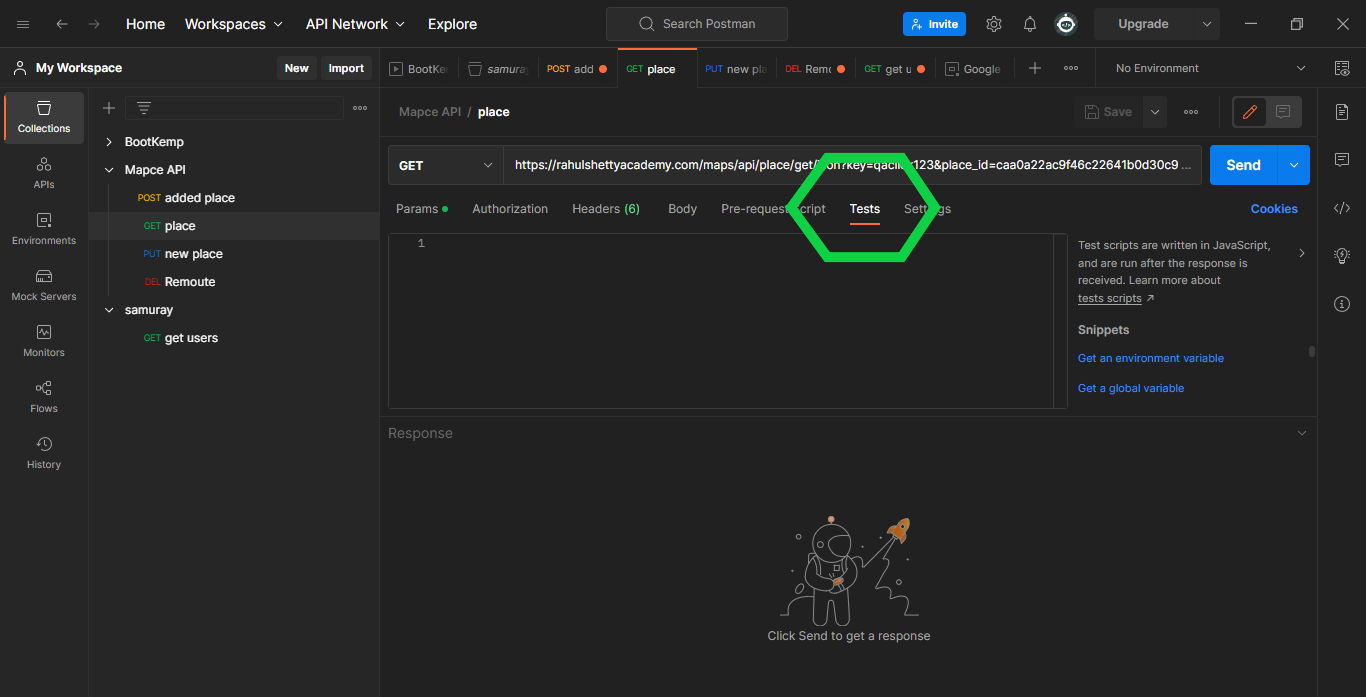 Home Workspaces API Network Explore Search Postman Invite Upgrade
My Workspace New Import
BootKe samura POST add GET place PUT new pla DEL Remo GET get u Google No Environment
Collections
APIs
Environments
Mock Servers
Monitors
Flows
History
BootKemp
Mapce API
POST added place
GET place
PUT new place
DEL Remoute
samuray
GET get users
Mapce API / place Save
GET https://rahulshettyacademy.com/maps/api/place/get/ 123&place_id=caa0a22ac9f46c22641b0d30c9 ... Send
Params Authorization Headers (6) Body Pre-request Script Tests Settings Cookies
1
Test scripts are written in JavaScript,
and are run after the response is
received. Learn more about
tests scripts ↗
Snippets
Get an environment variable
Get a global variable
Response
Click Send to get a response